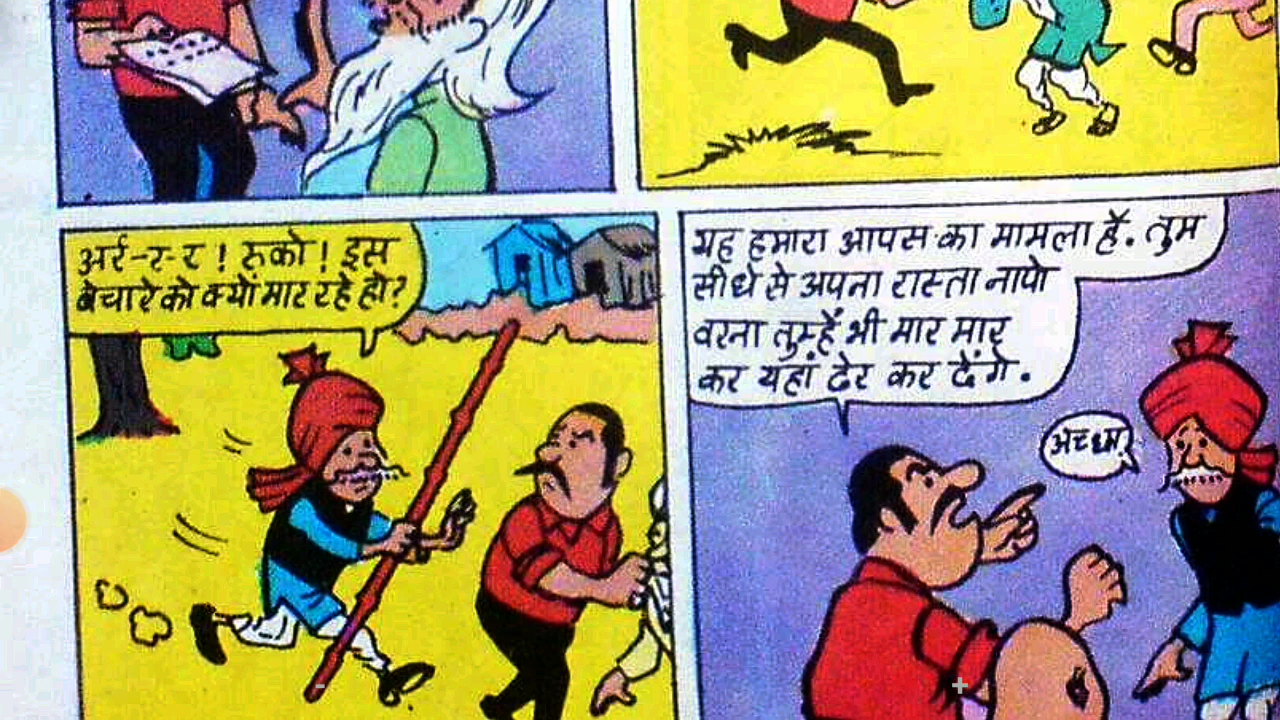 अर्र-र-र ! रुको ! इस
बेचारे को क्यों मार रहे हो ?
यह हमारा आपस का मामला है. तुम
सीधे से अपना रास्ता नापो
वरना तुम्हें भी मार मार
कर यहां ढेर कर देंगे.
अच्छा.